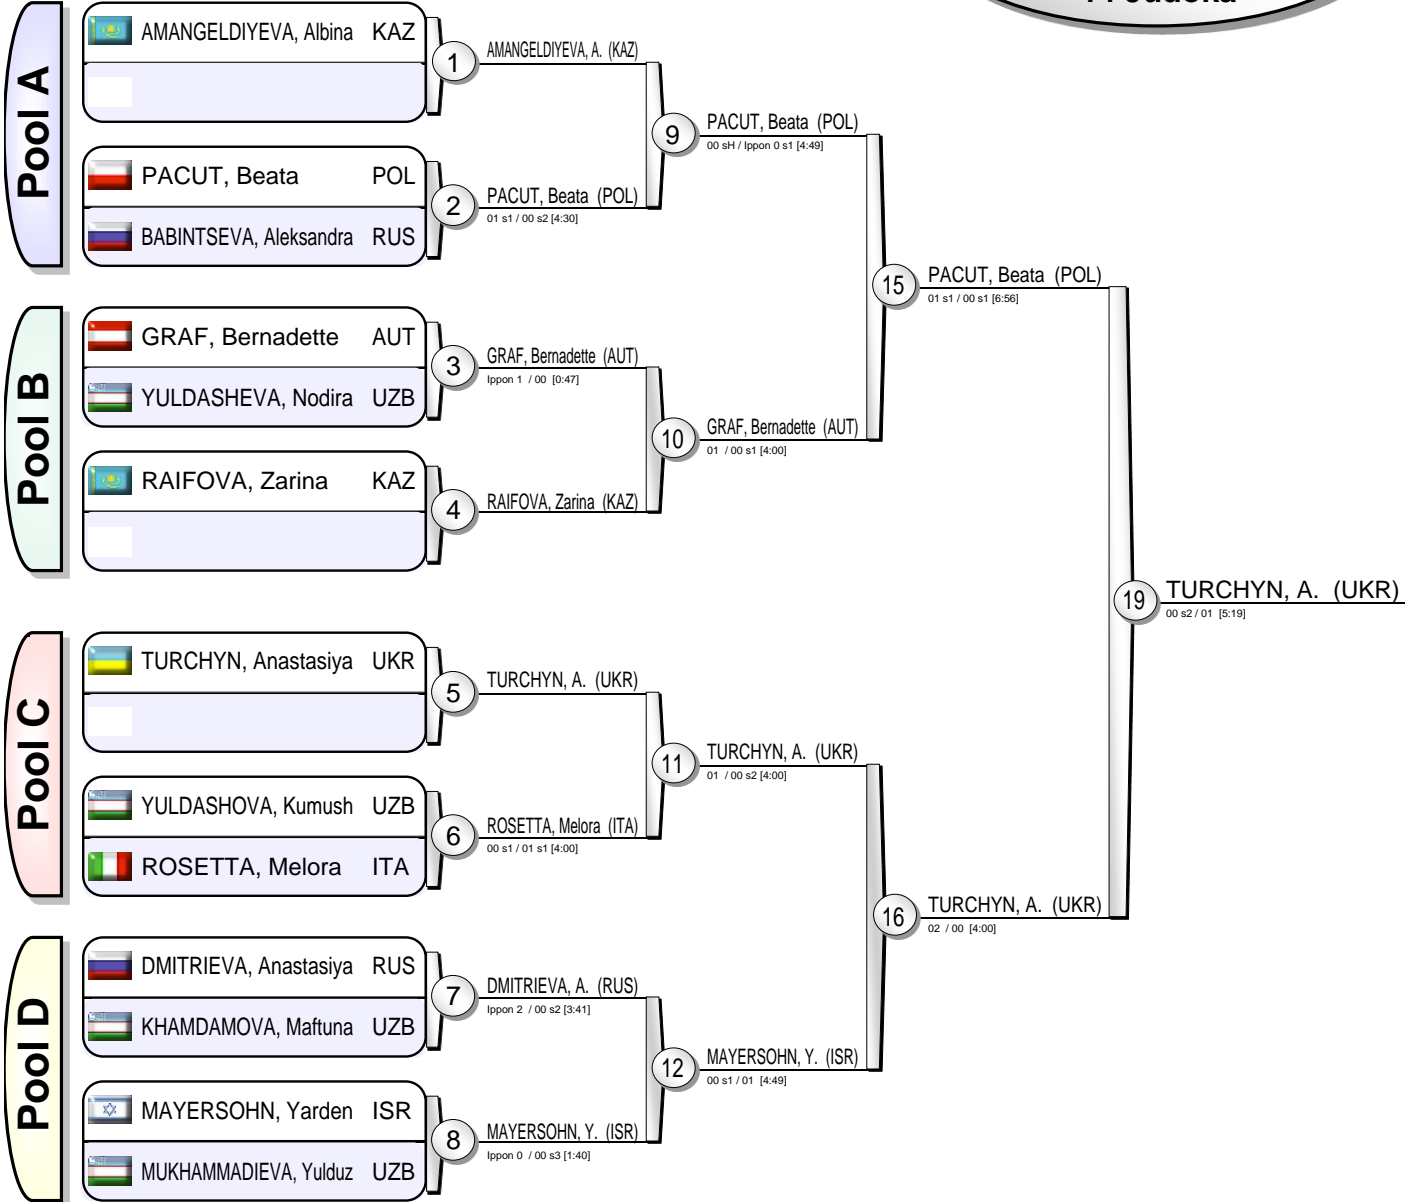 Pool A
AMANGELDIYEVA, Albina KAZ
PACUT, Beata POL
BABINTSEVA, Aleksandra RUS
Pool B
GRAF, Bernadette AUT
YULDASHEVA, Nodira UZB
RAIFOVA, Zarina KAZ
Pool C
TURCHYN, Anastasiya UKR
YULDASHOVA, Kumush UZB
ROSETTA, Melora ITA
Pool D
DMITRIEVA, Anastasiya RUS
KHAMDAMOVA, Maftuna UZB
MAYERSOHN, Yarden ISR
MUKHAMMADIEVA, Yulduz UZB
1
AMANGELDIYEVA, A. (KAZ)
2
PACUT, Beata (POL)
01 s1 / 00 s2 [4:30]
3
GRAF, Bernadette (AUT)
Ippon 1 / 00 [0:47]
4
RAIFOVA, Zarina (KAZ)
5
TURCHYN, A. (UKR)
6
ROSETTA, Melora (ITA)
00 s1 / 01 s1 [4:00]
7
DMITRIEVA, A. (RUS)
Ippon 2 / 00 s2 [3:41]
8
MAYERSOHN, Y. (ISR)
Ippon 0 / 00 s3 [1:40]
9
PACUT, Beata (POL)
00 sH / Ippon 0 s1 [4:49]
10
GRAF, Bernadette (AUT)
01 / 00 s1 [4:00]
11
TURCHYN, A. (UKR)
01 / 00 s2 [4:00]
12
MAYERSOHN, Y. (ISR)
00 s1 / 01 [4:49]
15
PACUT, Beata (POL)
01 s1 / 00 s1 [6:56]
16
TURCHYN, A. (UKR)
02 / 00 [4:00]
19
TURCHYN, A. (UKR)
00 s2 / 01 [5:19]